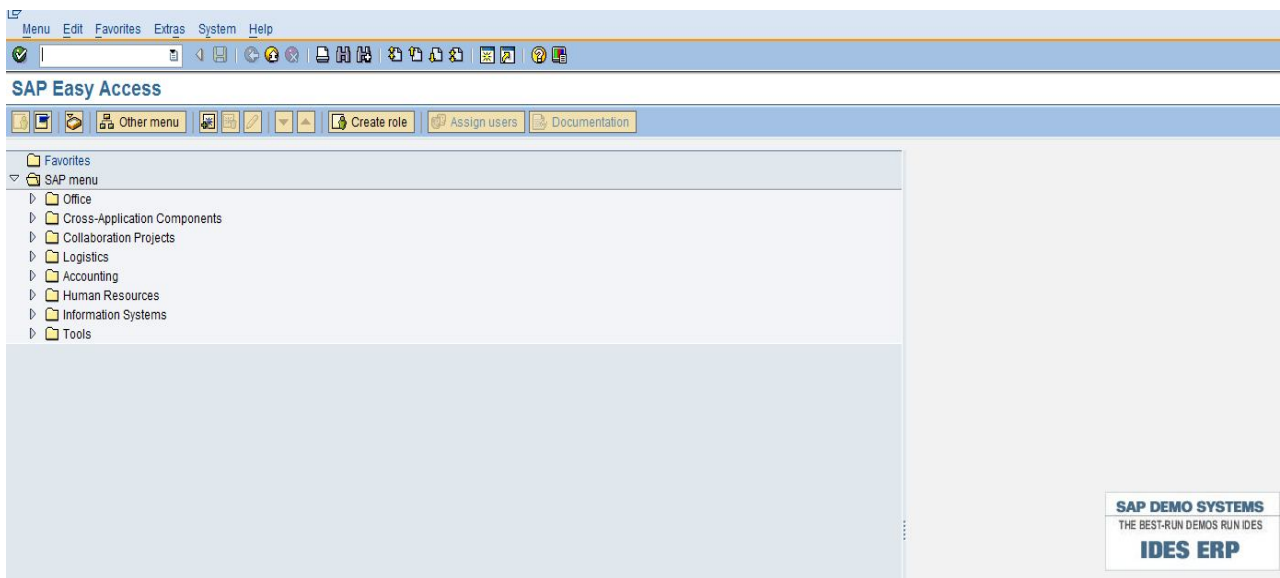 Menu Edit Favorites Extras System Help
SAP Easy Access
Other menu Create role Assign users Documentation
Favorites
SAP menu
Office
Cross-Application Components
Collaboration Projects
Logistics
Accounting
Human Resources
Information Systems
Tools
SAP DEMO SYSTEMS
THE BEST-RUN DEMOS RUN IDES
IDES ERP